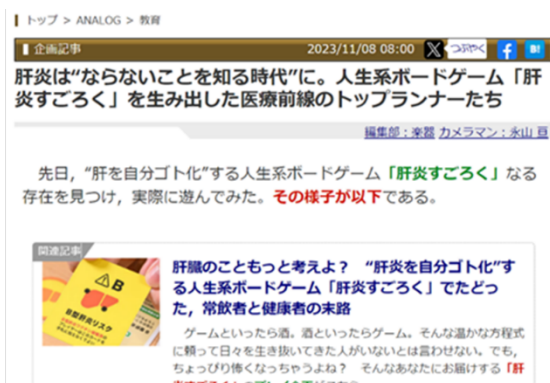 トップ > ANALOG > 教育
企画記事
2023/11/08 08:00
X つぶやく f B!
肝炎は“ならないことを知る時代”に。人生系ボードゲーム「肝
炎すごろく」を生み出した医療前線のトップランナーたち
編集部:楽器 カメラマン:永山 亘
先日，“肝を自分ゴト化”する人生系ボードゲーム「肝炎すごろく」なる
存在を見つけ，実際に遊んでみた。その様子が以下である。
関連記事
B
肝臓のこともっと考えよ？ “肝炎を自分ゴト化”す
る人生系ボードゲーム「肝炎すごろく」でたどっ
た，常飲者と健康者の末路
ゲームといったら酒。酒といったらゲーム。そんな温かな方程式
に頼って日々を生き抜いてきた人がいないとは言わせない。でも，
ちょっぴり怖くなっちゃうよね？ そんなあなたにお届けする「肝